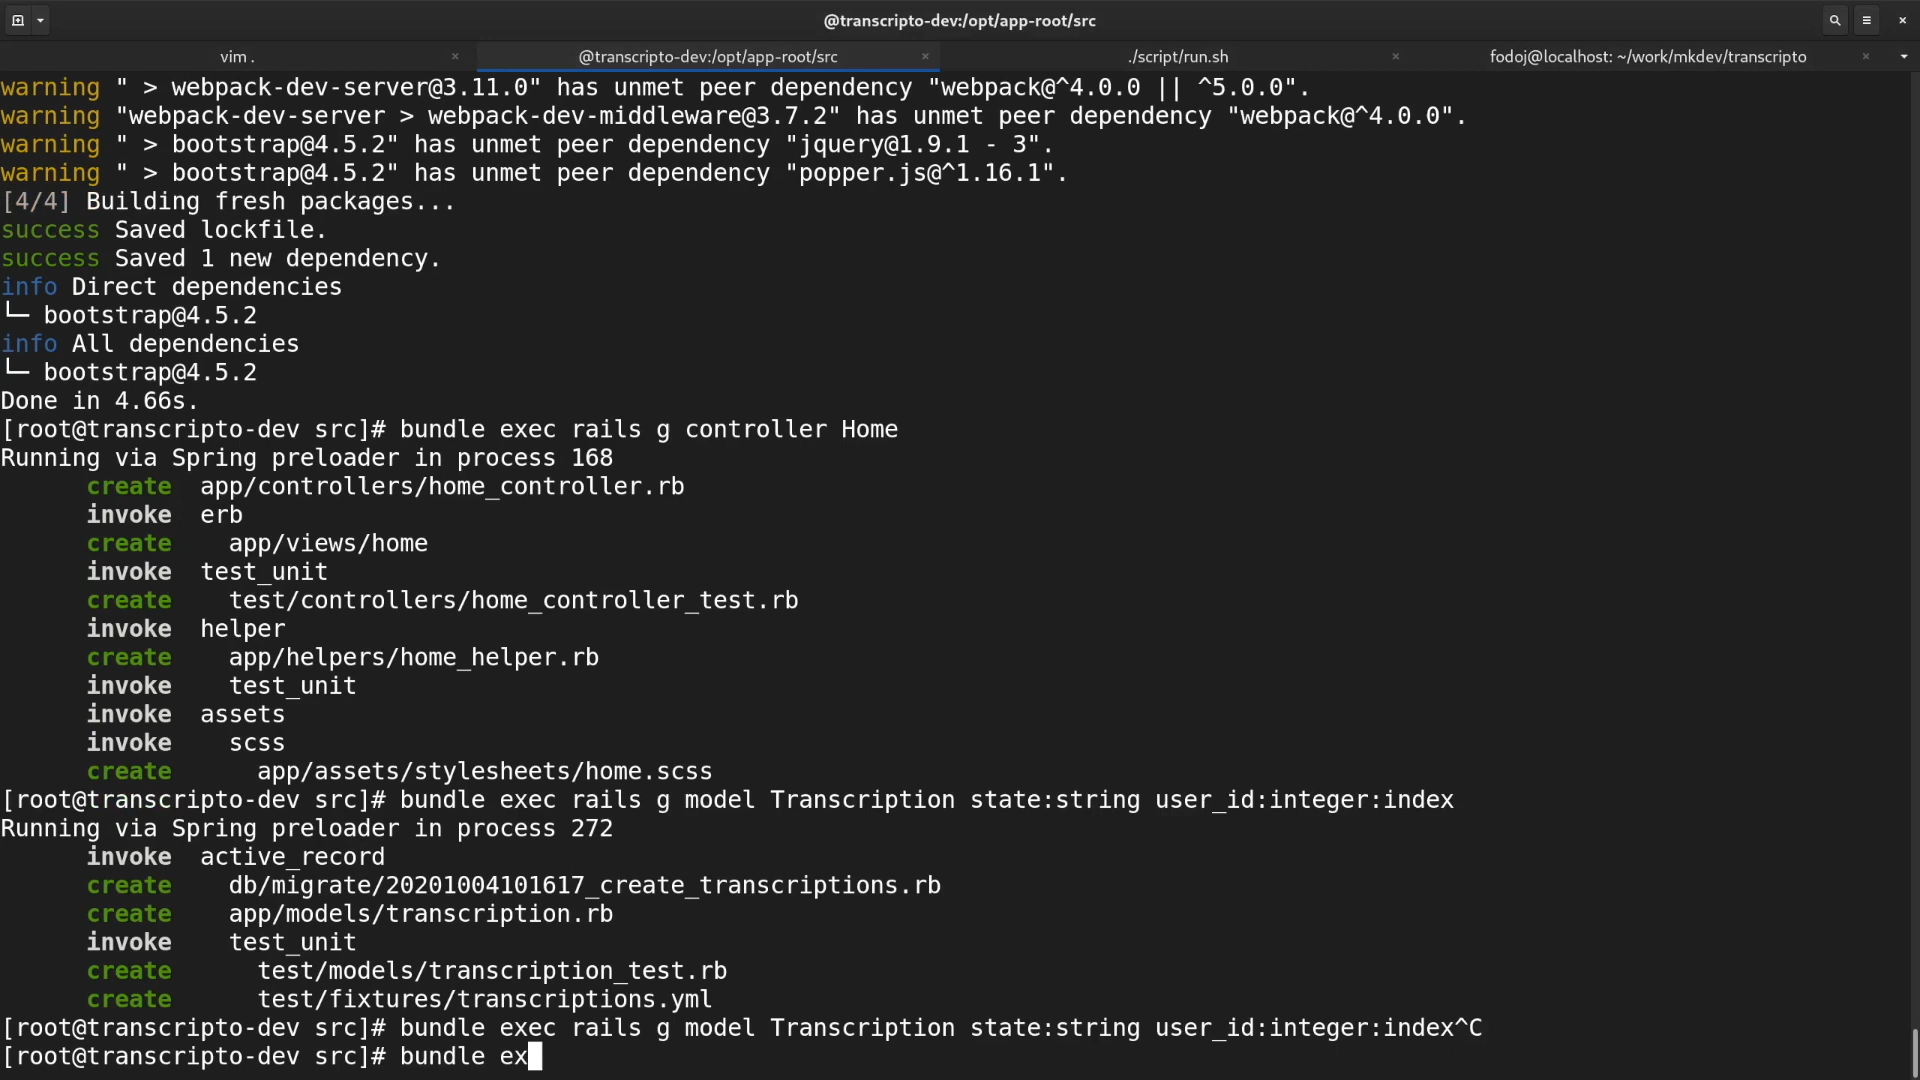 @transcripto-dev:/opt/app-root/src
vim .
@transcripto-dev:/opt/app-root/src
./script/run.sh
fodoj@localhost: ~/work/mkdev/transcripto
warning " > webpack-dev-server@3.11.0" has unmet peer dependency "webpack@^4.0.0 || ^5.0.0".
warning "webpack-dev-server > webpack-dev-middleware@3.7.2" has unmet peer dependency "webpack@^4.0.0".
warning " > bootstrap@4.5.2" has unmet peer dependency "jquery@1.9.1 - 3".
warning " > bootstrap@4.5.2" has unmet peer dependency "popper.js@^1.16.1".
[4/4] Building fresh packages...
success Saved lockfile.
success Saved 1 new dependency.
info Direct dependencies
└─ bootstrap@4.5.2
info All dependencies
└─ bootstrap@4.5.2
Done in 4.66s.
[root@transcripto-dev src]# bundle exec rails g controller Home
Running via Spring preloader in process 168
      create  app/controllers/home_controller.rb
      invoke  erb
      create    app/views/home
      invoke  test_unit
      create    test/controllers/home_controller_test.rb
      invoke  helper
      create    app/helpers/home_helper.rb
      invoke    test_unit
      invoke  assets
      invoke    scss
      create      app/assets/stylesheets/home.scss
[root@transcripto-dev src]# bundle exec rails g model Transcription state:string user_id:integer:index
Running via Spring preloader in process 272
      invoke  active_record
      create    db/migrate/20201004101617_create_transcriptions.rb
      create    app/models/transcription.rb
      invoke    test_unit
      create      test/models/transcription_test.rb
      create      test/fixtures/transcriptions.yml
[root@transcripto-dev src]# bundle exec rails g model Transcription state:string user_id:integer:index^C
[root@transcripto-dev src]# bundle ex